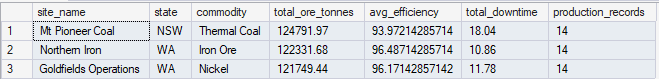 site_name state commodity total_ore_tonnes avg_efficiency total_downtime production_records
1 Mt Pioneer Coal NSW Thermal Coal 124791.97 93.97214285714 18.04 14
2 Northern Iron WA Iron Ore 122331.68 96.48714285714 10.86 14
3 Goldfields Operations WA Nickel 121749.44 96.17142857142 11.78 14